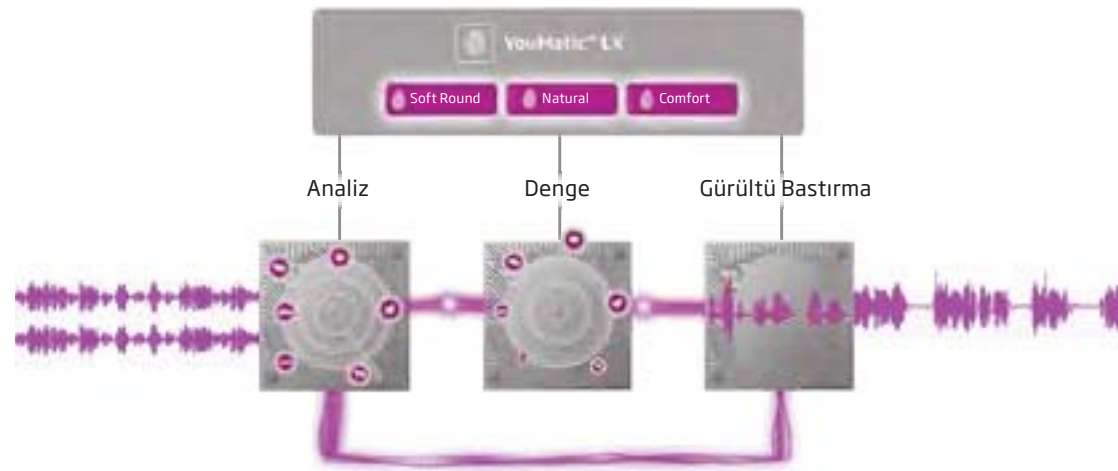 YouMatic™ LX
Soft Round Natural Comfort
Analiz Denge Gürültü Bastırma